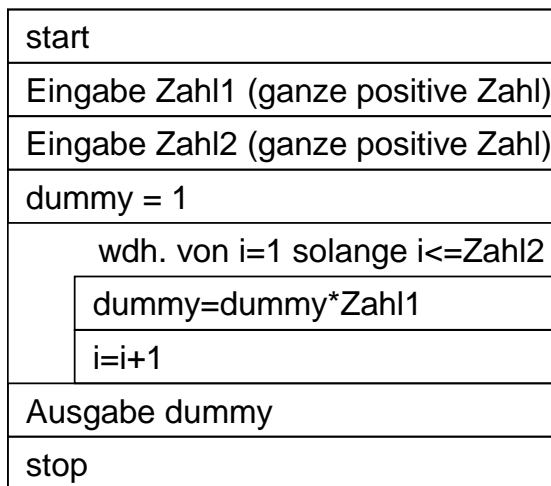 start
Eingabe Zahl1 (ganze positive Zahl)
Eingabe Zahl2 (ganze positive Zahl)
dummy = 1
wdh. von i=1 solange i<=Zahl2
dummy=dummy*Zahl1
i=i+1
Ausgabe dummy
stop